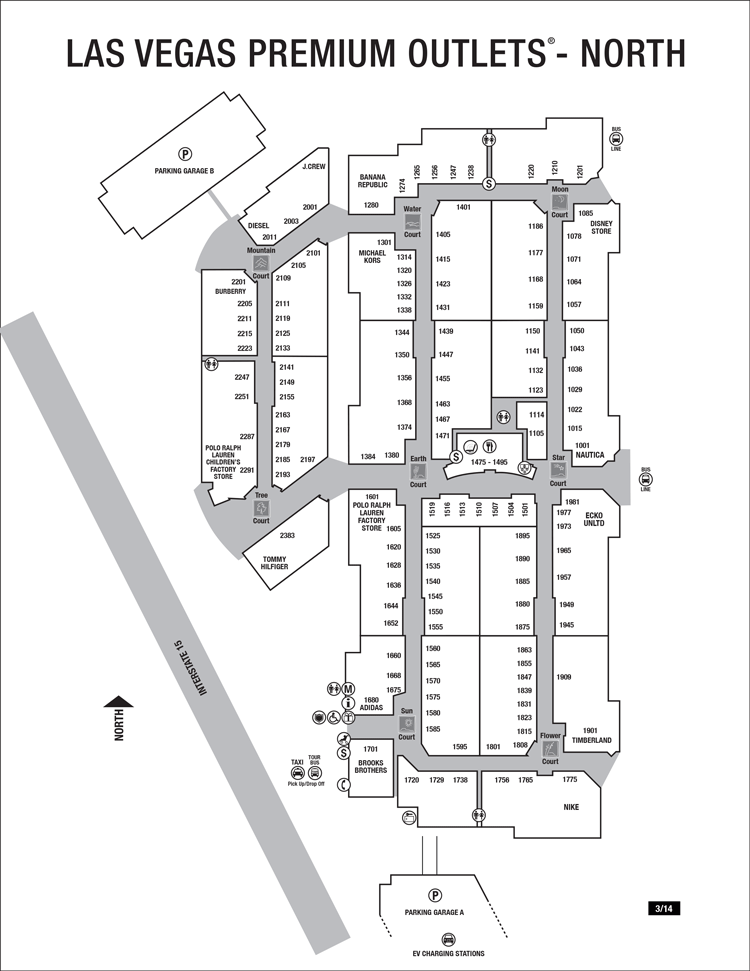 LAS VEGAS PREMIUM OUTLETS®- NORTH
P
PARKING GARAGE B
J.CREW
2001
2003
DIESEL
2011
Mountain
Court
2101
2105
2109
2201
BURBERRY
2205
2211
2215
2223
2111
2119
2125
2133
2247
2251
2287
POLO RALPH
LAUREN
CHILDREN'S
FACTORY
STORE
2291
2141
2149
2155
2163
2167
2179
2185
2197
2193
Tree
Court
2383
TOMMY
HILFIGER
BANANA
REPUBLIC
1280
1274
1265
1256
1247
1238
S
1220
1210
1201
BUS
LINE
Water
Court
Moon
Court
1301
MICHAEL
KORS
1314
1320
1326
1332
1338
1344
1350
1356
1368
1374
1384
1380
1401
1405
1415
1423
1431
1439
1447
1455
1463
1467
1471
1186
1177
1168
1159
1150
1141
1132
1123
1114
1105
1085
DISNEY
STORE
1078
1071
1064
1057
1050
1043
1036
1029
1022
1015
1001
NAUTICA
S
1475 - 1495
Earth
Court
Star
Court
BUS
LINE
1601
POLO RALPH
LAUREN
FACTORY
STORE
1605
1620
1628
1636
1644
1652
1660
1668
1675
1680
ADIDAS
1519
1516
1513
1510
1507
1504
1501
1525
1530
1535
1540
1545
1550
1555
1560
1565
1570
1575
1580
1585
1595
1895
1890
1885
1880
1875
1863
1855
1847
1839
1831
1823
1815
1808
1801
1981
1977
1973
ECKO
UNLTD
1965
1957
1949
1945
1909
1901
TIMBERLAND
M
i
Sun
Court
Flower
Court
S
1701
BROOKS
BROTHERS
TAXI
TOUR
BUS
Pick Up/Drop Off
1720
1729
1738
1756
1765
1775
NIKE
INTERSTATE 15
NORTH
P
PARKING GARAGE A
EV CHARGING STATIONS
3/14